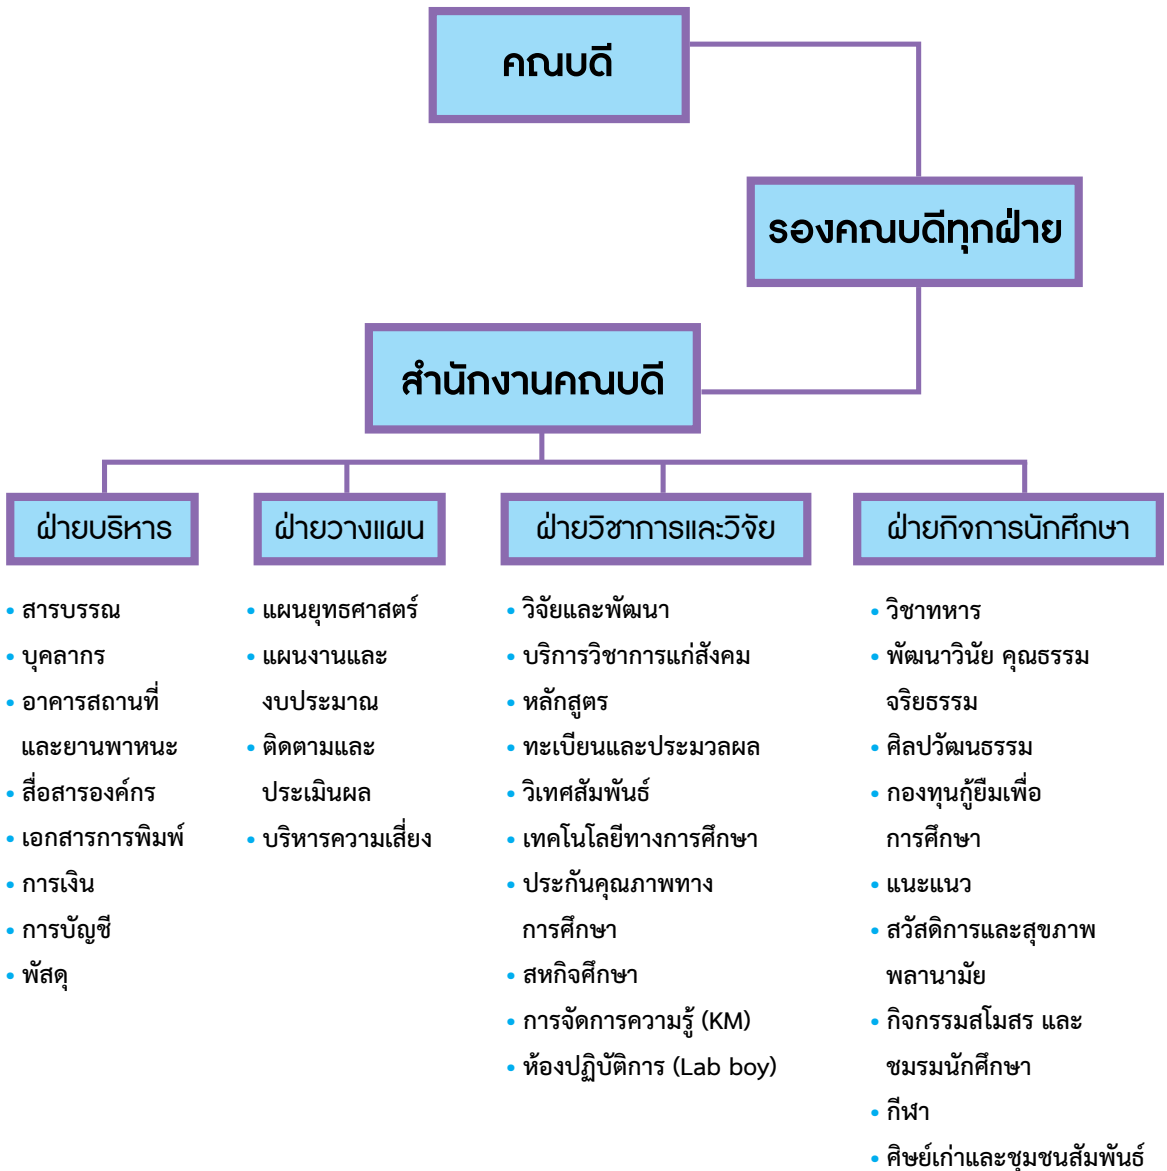 คณบดี
รองคณบดีทุกฝ่าย
สำนักงานคณบดี
ฝ่ายบริหาร
• สารบรรณ
• บุคลากร
• อาคารสถานที่
และยานพาหนะ
• สื่อสารองค์กร
• เอกสารการพิมพ์
• การเงิน
• การบัญชี
• พัสดุ
ฝ่ายวางแผน
• แผนยุทธศาสตร์
• แผนงานและ
งบประมาณ
• ติดตามและ
ประเมินผล
• บริหารความเสี่ยง
ฝ่ายวิชาการและวิจัย
• วิจัยและพัฒนา
• บริการวิชาการแก่สังคม
• หลักสูตร
• ทะเบียนและประมวลผล
• วิเทศสัมพันธ์
• เทคโนโลยีทางการศึกษา
• ประกันคุณภาพทาง
การศึกษา
• สหกิจศึกษา
• การจัดการความรู้ (KM)
• ห้องปฏิบัติการ (Lab boy)
ฝ่ายกิจการนักศึกษา
• วิชาทหาร
• พัฒนาวินัย คุณธรรม
จริยธรรม
• ศิลปวัฒนธรรม
• กองทุนกู้ยืมเพื่อ
การศึกษา
• แนะแนว
• สวัสดิการและสุขภาพ
พลานามัย
• กิจกรรมสโมสร และ
ชมรมนักศึกษา
• กีฬา
• ศิษย์เก่าและชุมชนสัมพันธ์